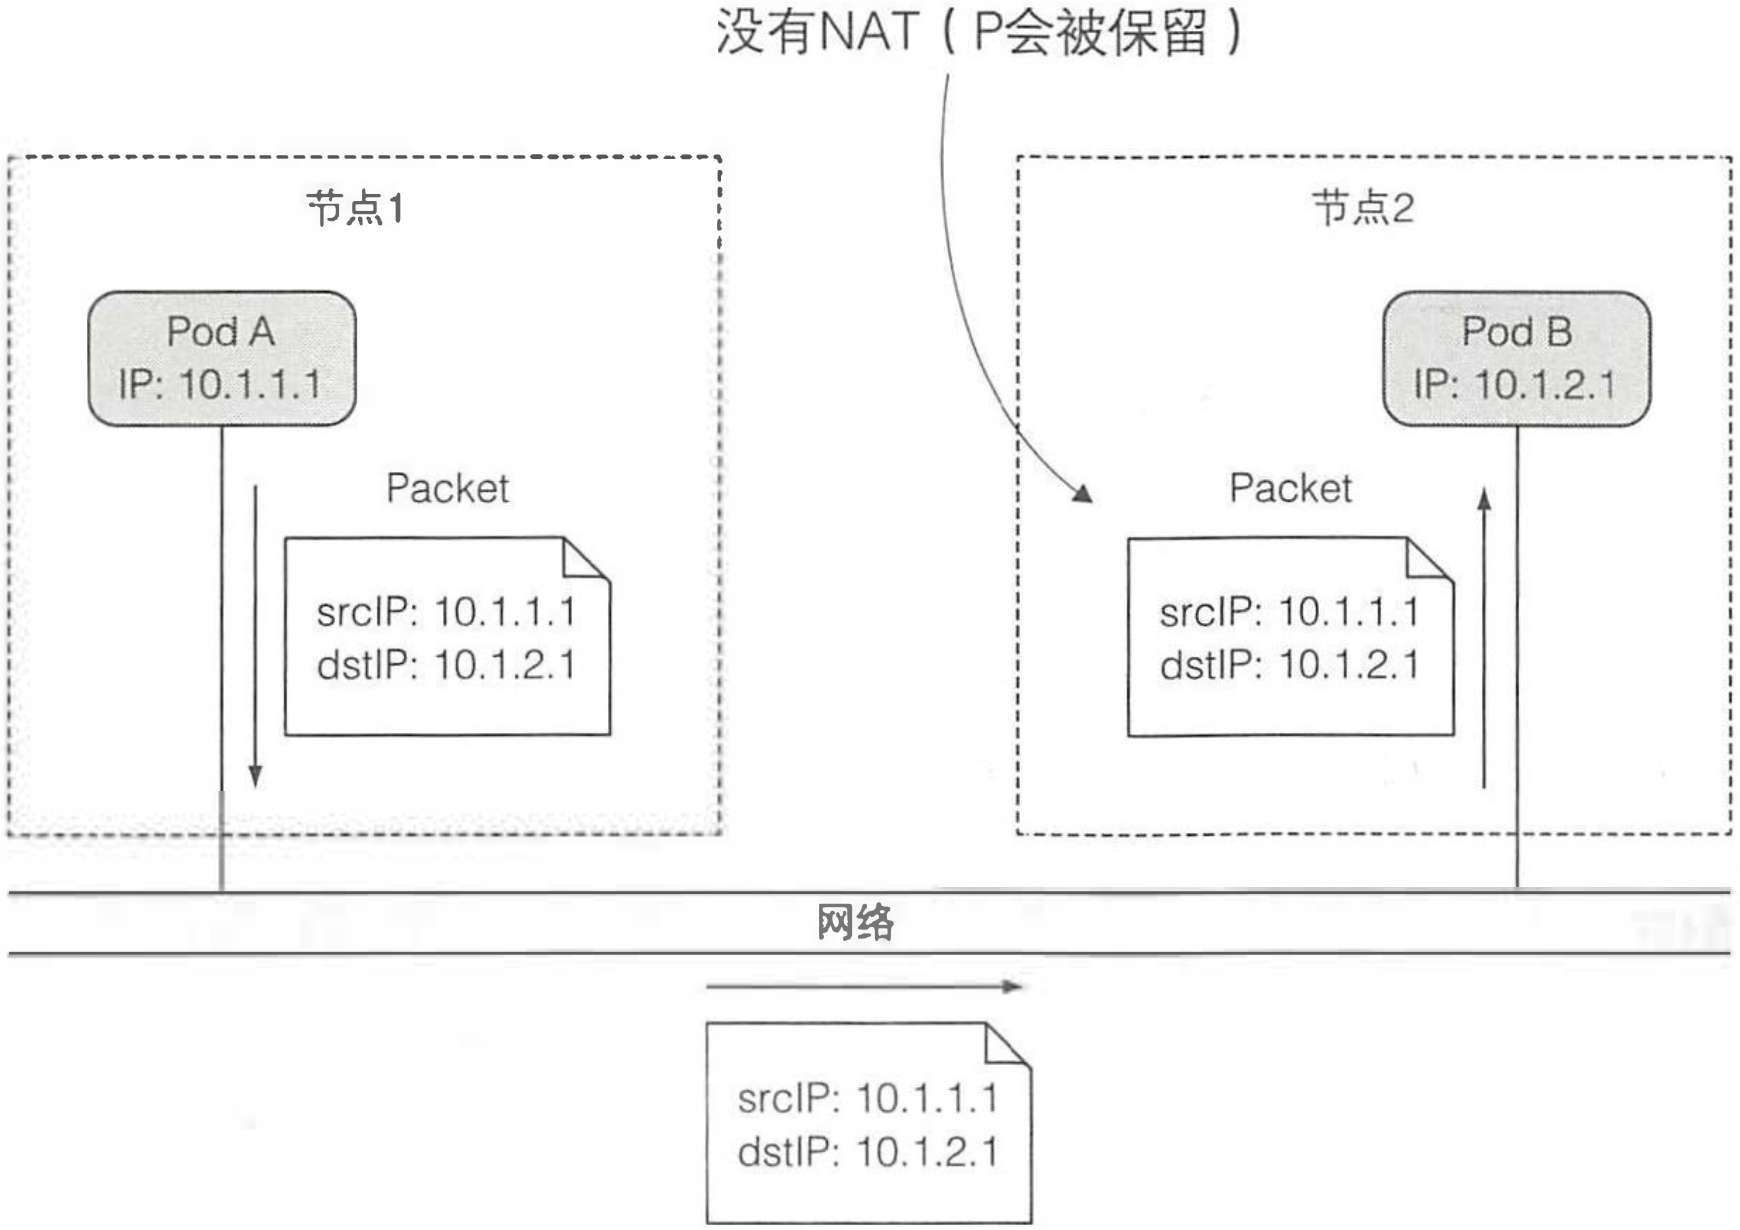 没有NAT（P会被保留）
节点1
Pod A
IP: 10.1.1.1
Packet
srcIP: 10.1.1.1
dstIP: 10.1.2.1
节点2
Pod B
IP: 10.1.2.1
Packet
srcIP: 10.1.1.1
dstIP: 10.1.2.1
网络
srcIP: 10.1.1.1
dstIP: 10.1.2.1